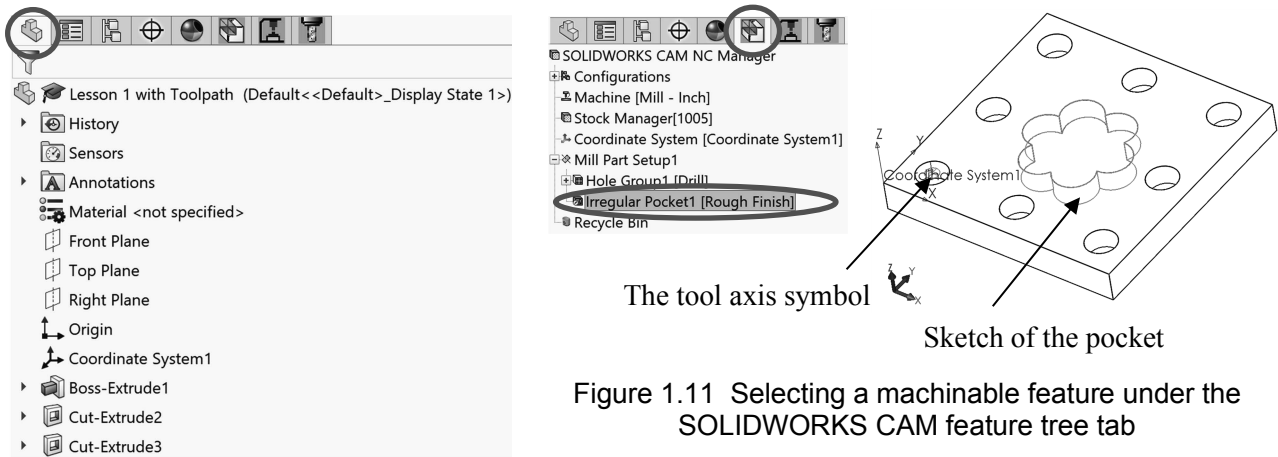 Lesson 1 with Toolpath (Default<<Default>_Display State 1>)
History
Sensors
Annotations
Material <not specified>
Front Plane
Top Plane
Right Plane
Origin
Coordinate System1
Boss-Extrude1
Cut-Extrude2
Cut-Extrude3
SOLIDWORKS CAM NC Manager
Configurations
Machine [Mill - Inch]
Stock Manager[1005]
Coordinate System [Coordinate System1]
Mill Part Setup1
Hole Group1 [Drill]
Irregular Pocket1 [Rough Finish]
Recycle Bin
Z
Y
Coordinate System1
X
Z
Y
X
The tool axis symbol
Sketch of the pocket
Figure 1.11 Selecting a machinable feature under the
SOLIDWORKS CAM feature tree tab